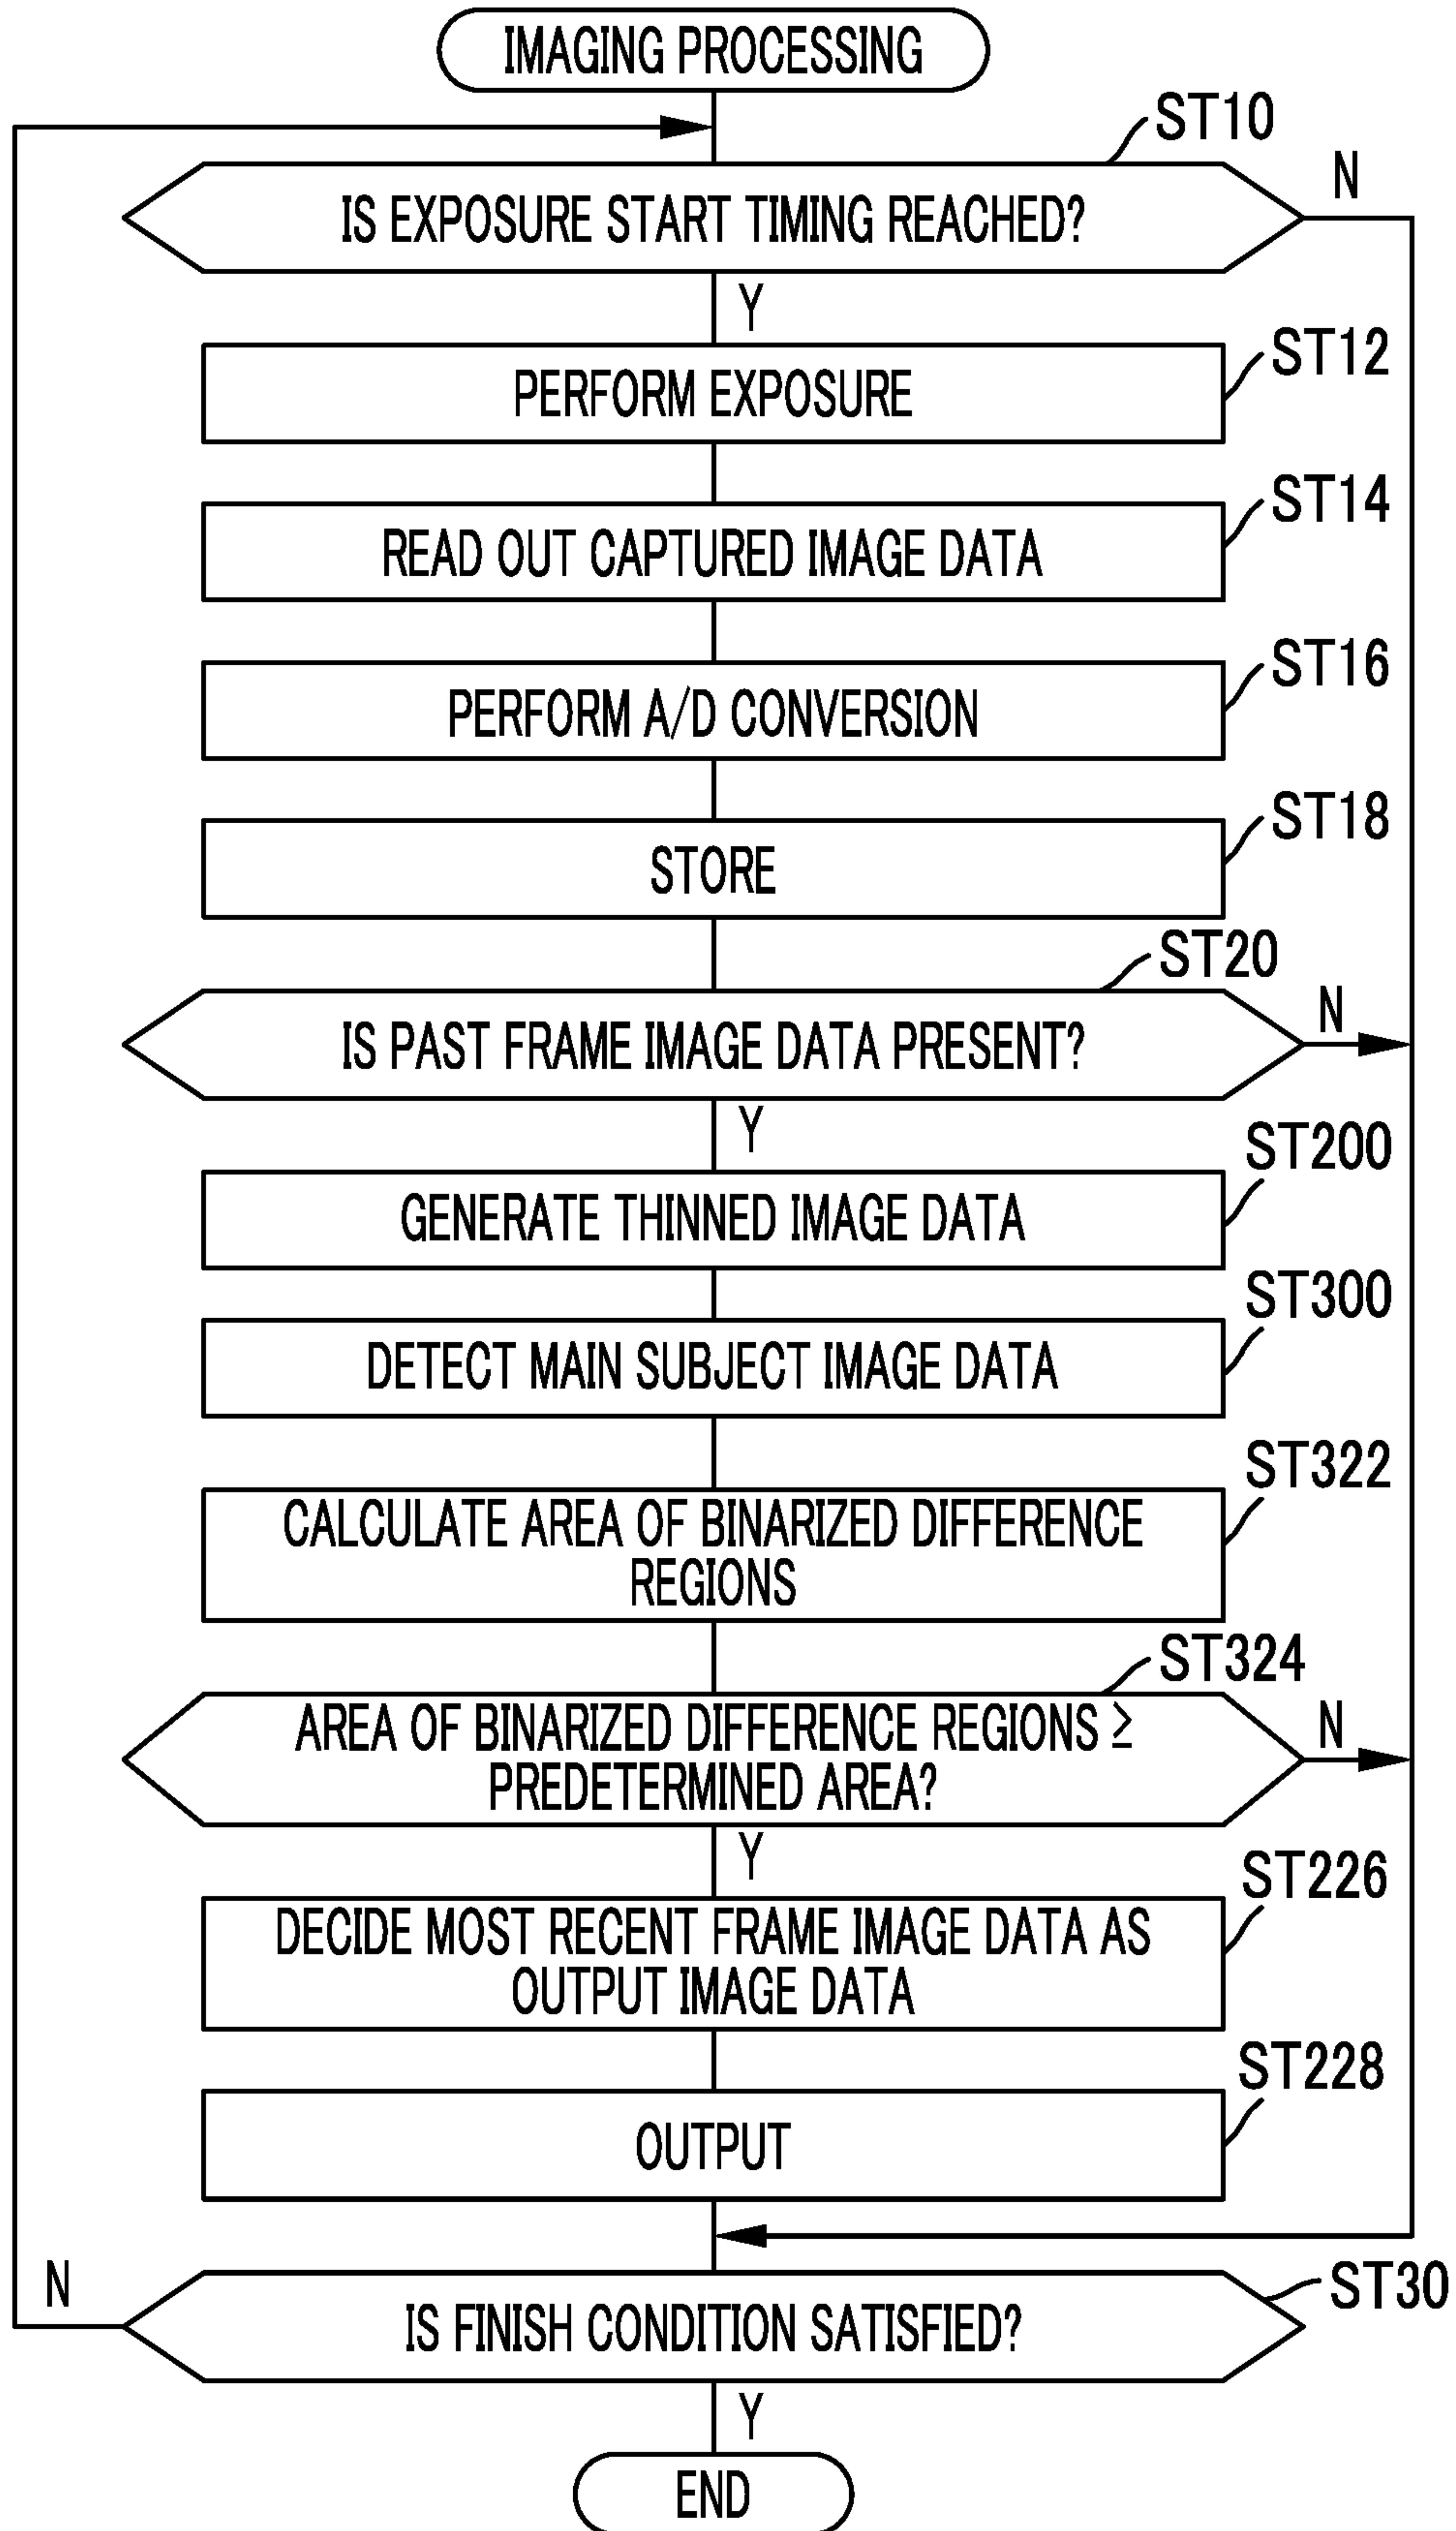 IMAGING PROCESSING
ST10
IS EXPOSURE START TIMING REACHED?
N
Y
ST12
PERFORM EXPOSURE
ST14
READ OUT CAPTURED IMAGE DATA
ST16
PERFORM A/D CONVERSION
ST18
STORE
ST20
IS PAST FRAME IMAGE DATA PRESENT?
N
Y
ST200
GENERATE THINNED IMAGE DATA
ST300
DETECT MAIN SUBJECT IMAGE DATA
ST322
CALCULATE AREA OF BINARIZED DIFFERENCE
REGIONS
ST324
AREA OF BINARIZED DIFFERENCE REGIONS ≥
PREDETERMINED AREA?
N
Y
ST226
DECIDE MOST RECENT FRAME IMAGE DATA AS
OUTPUT IMAGE DATA
ST228
OUTPUT
N
ST30
IS FINISH CONDITION SATISFIED?
Y
END